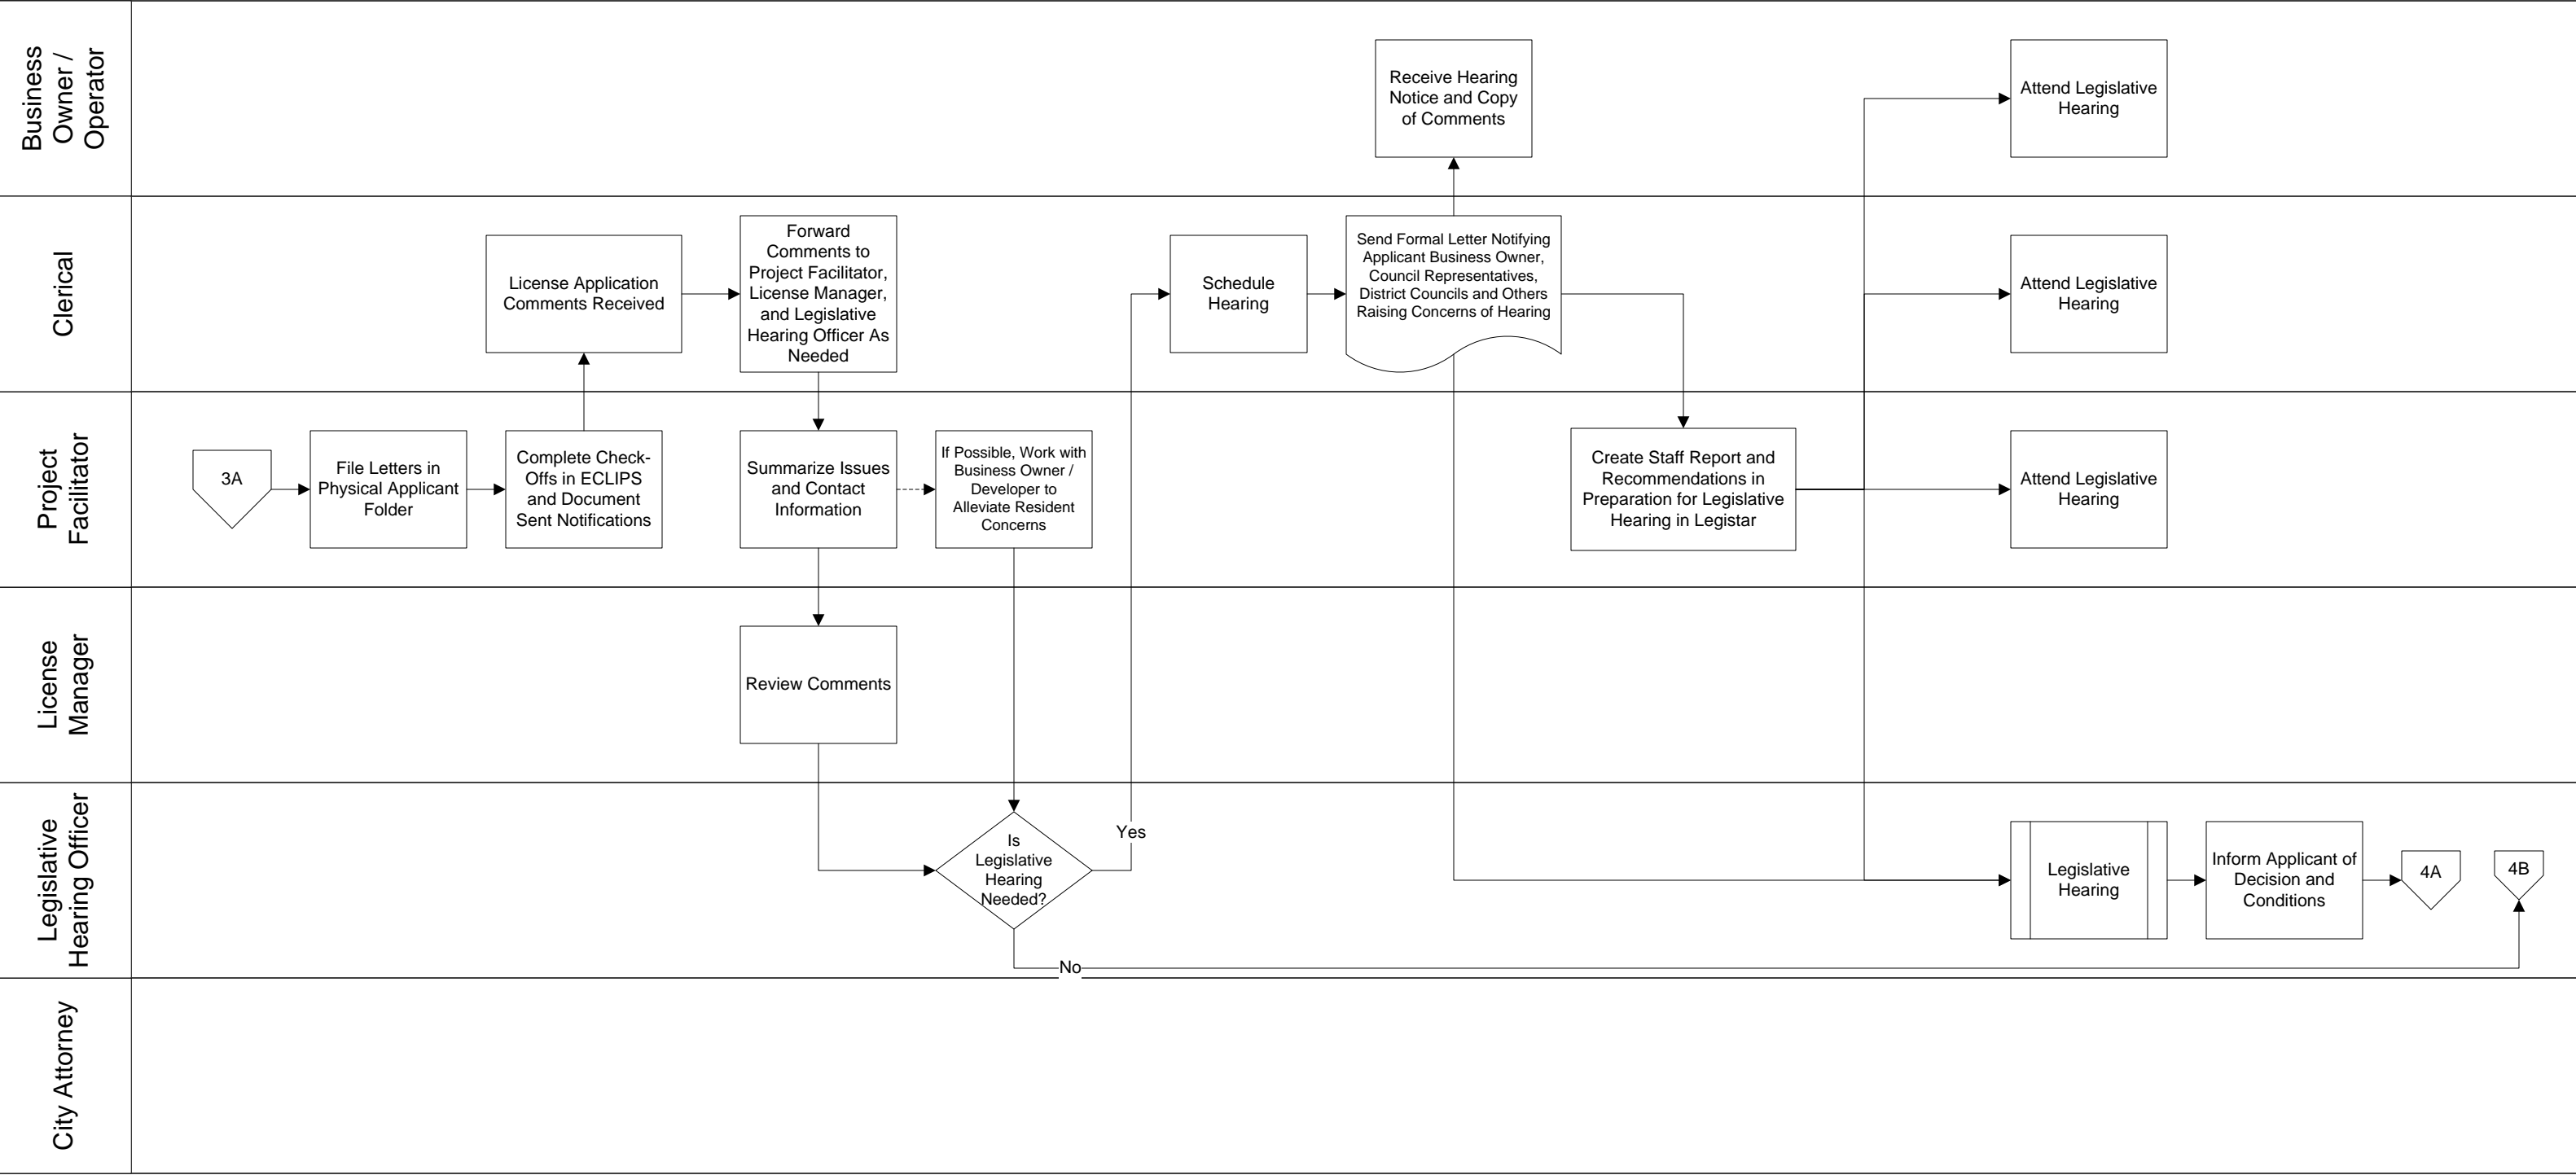 Business
Owner /
Operator
Receive Hearing
Notice and Copy
of Comments
Attend Legislative
Hearing
Clerical
License Application
Comments Received
Forward
Comments to
Project Facilitator,
License Manager,
and Legislative
Hearing Officer As
Needed
Schedule
Hearing
Send Formal Letter Notifying
Applicant Business Owner,
Council Representatives,
District Councils and Others
Raising Concerns of Hearing
Attend Legislative
Hearing
Project
Facilitator
3A
File Letters in
Physical Applicant
Folder
Complete Check-
Offs in ECLIPS
and Document
Sent Notifications
Summarize Issues
and Contact
Information
If Possible, Work with
Business Owner /
Developer to
Alleviate Resident
Concerns
Create Staff Report and
Recommendations in
Preparation for Legislative
Hearing in Legistar
Attend Legislative
Hearing
License
Manager
Review Comments
Legislative
Hearing Officer
Is
Legislative
Hearing
Needed?
Yes
No
Legislative
Hearing
Inform Applicant of
Decision and
Conditions
4A
4B
City Attorney